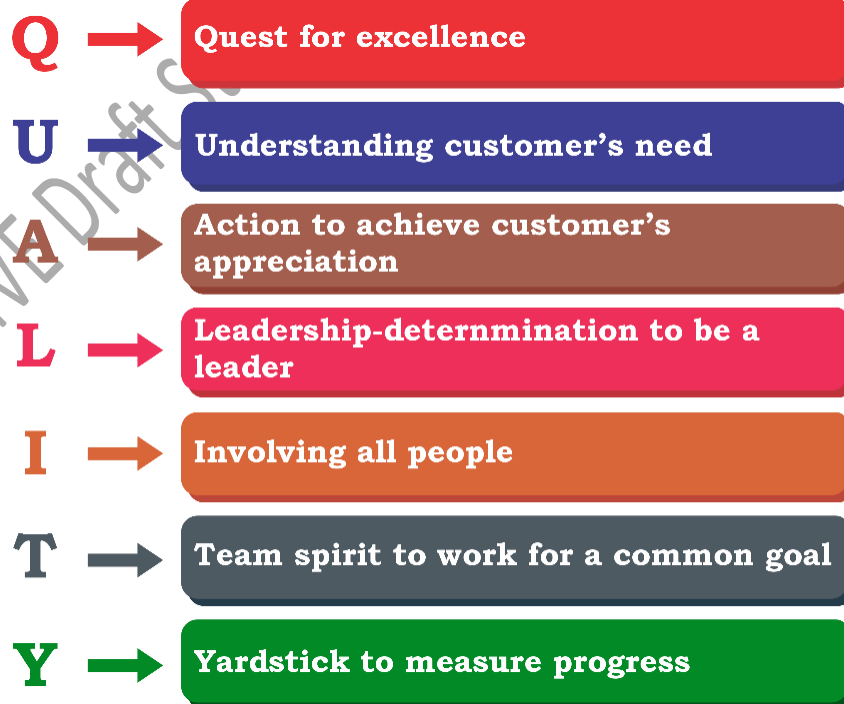 Q Quest for excellence
U Understanding customer's need
A Action to achieve customer's
appreciation
L Leadership-deternmination to be a
leader
I Involving all people
T Team spirit to work for a common goal
Y Yardstick to measure progress
Draft